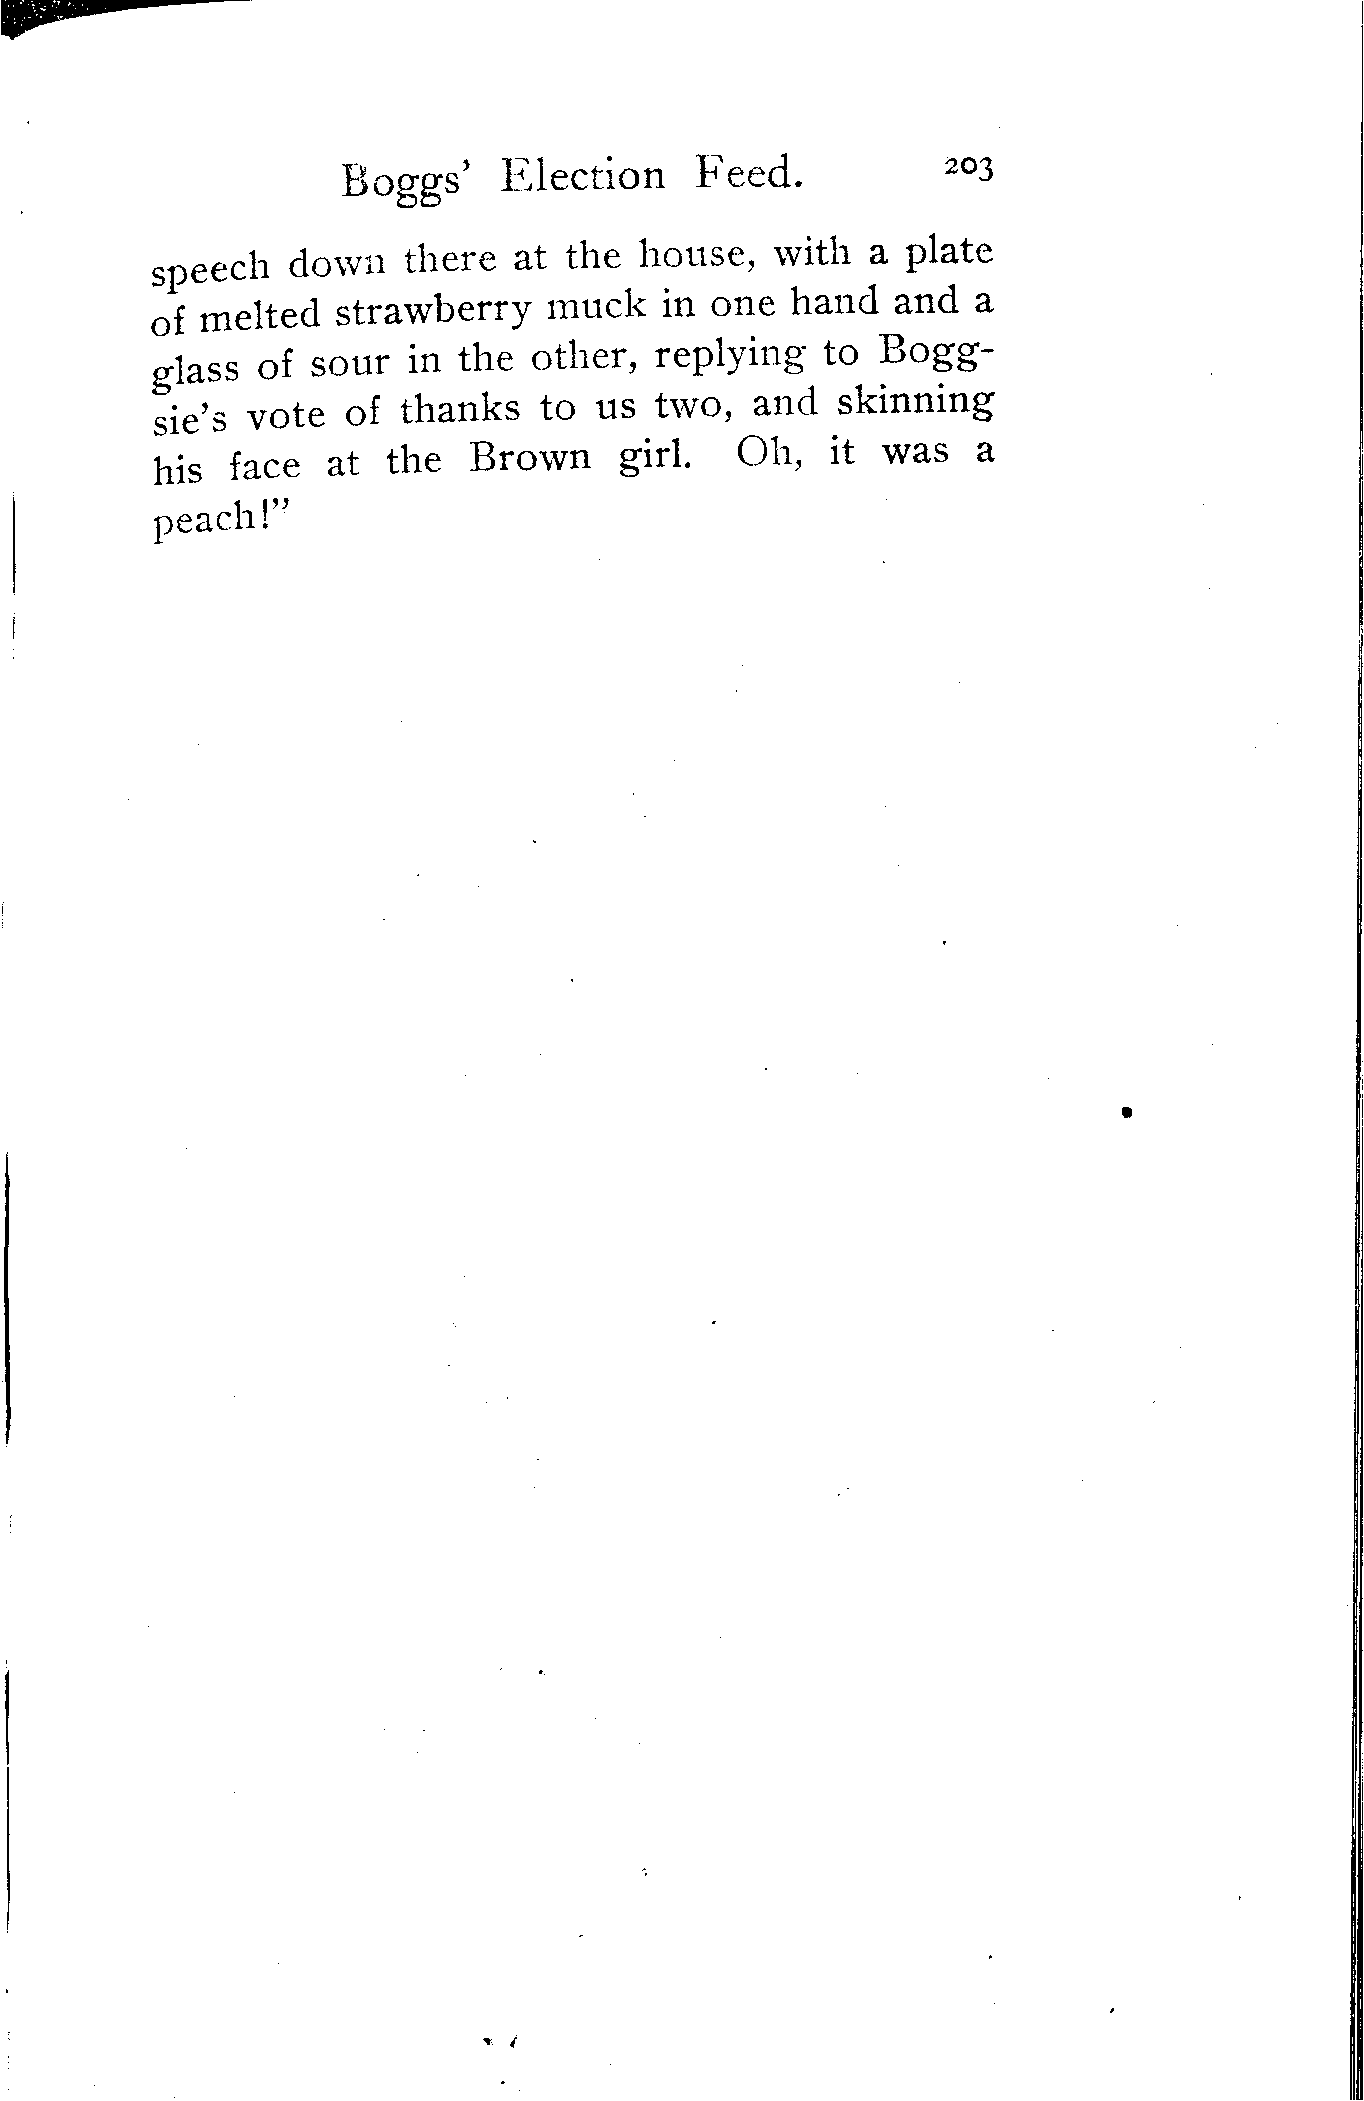 Boggs' Election Feed. 203
speech down there at the house, with a plate
of melted strawberry muck in one hand and a
glass of sour in the other, replying to Bogg-
sie's vote of thanks to us two, and skinning
his face at the Brown girl. Oh, it was a
peach!"